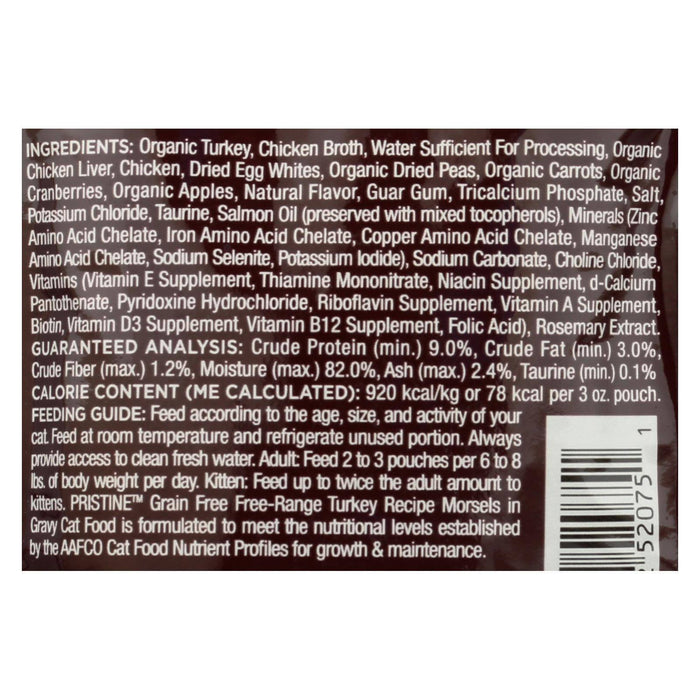 INGREDIENTS: Organic Turkey, Chicken Broth, Water Sufficient For Processing, Organic
Chicken Liver, Chicken, Dried Egg Whites, Organic Dried Peas, Organic Carrots, Organic
Cranberries, Organic Apples, Natural Flavor, Guar Gum, Tricalcium Phosphate, Salt,
Potassium Chloride, Taurine, Salmon Oil (preserved with mixed tocopherols), Minerals (Zinc
Amino Acid Chelate, Iron Amino Acid Chelate, Copper Amino Acid Chelate, Manganese
Amino Acid Chelate, Sodium Selenite, Potassium Iodide), Sodium Carbonate, Choline Chloride,
Vitamins (Vitamin E Supplement, Thiamine Mononitrate, Niacin Supplement, d-Calcium
Pantothenate, Pyridoxine Hydrochloride, Riboflavin Supplement, Vitamin A Supplement,
Biotin, Vitamin D3 Supplement, Vitamin B12 Supplement, Folic Acid), Rosemary Extract.
GUARANTEED ANALYSIS: Crude Protein (min.) 9.0%, Crude Fat (min.) 3.0%,
Crude Fiber (max.) 1.2%, Moisture (max.) 82.0%, Ash (max.) 2.4%, Taurine (min.) 0.1%
CALORIE CONTENT (ME CALCULATED): 920 kcal/kg or 78 kcal per 3 oz. pouch.
FEEDING GUIDE: Feed according to the age, size, and activity of your
cat. Feed at room temperature and refrigerate unused portion. Always
provide access to clean fresh water. Adult: Feed 2 to 3 pouches per 6 to 8
lbs. of body weight per day. Kitten: Feed up to twice the adult amount to
kittens. PRISTINE™ Grain Free Free-Range Turkey Recipe Morsels in
Gravy Cat Food is formulated to meet the nutritional levels established
by the AAFCO Cat Food Nutrient Profiles for growth & maintenance.
52075 1